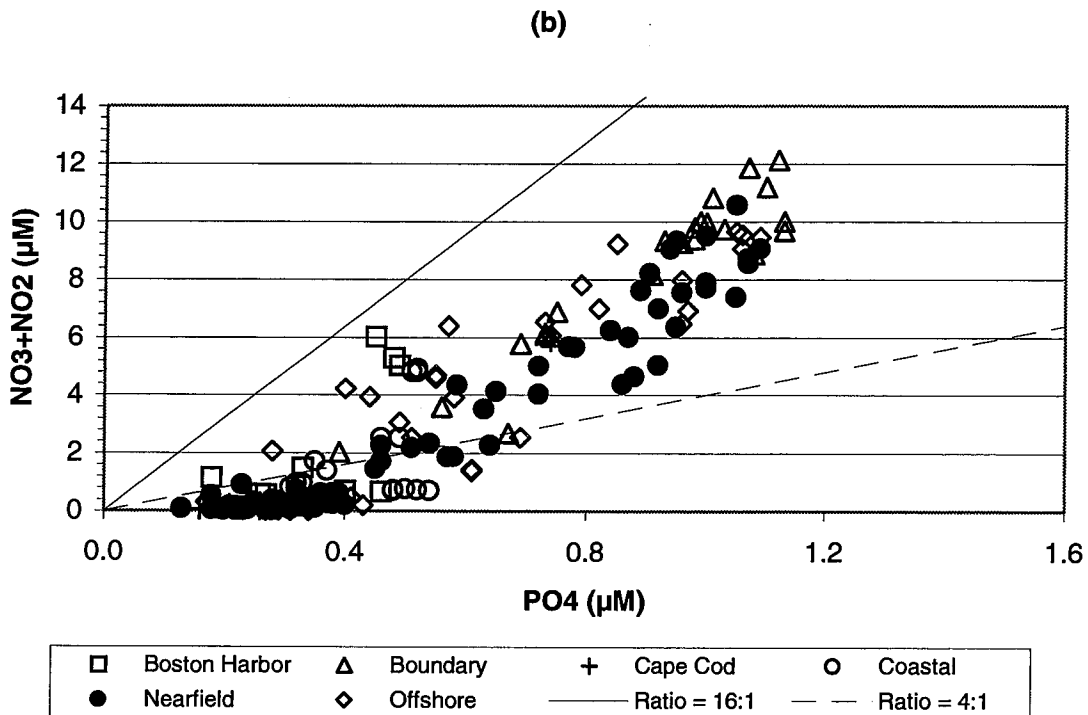 (b)
14
12
10
8
6
4
2
0
NO3+NO2 (µM)
0.0 0.4 0.8 1.2 1.6
PO4 (µM)
Boston Harbor Boundary Cape Cod Coastal
Nearfield Offshore Ratio = 16:1 Ratio = 4:1